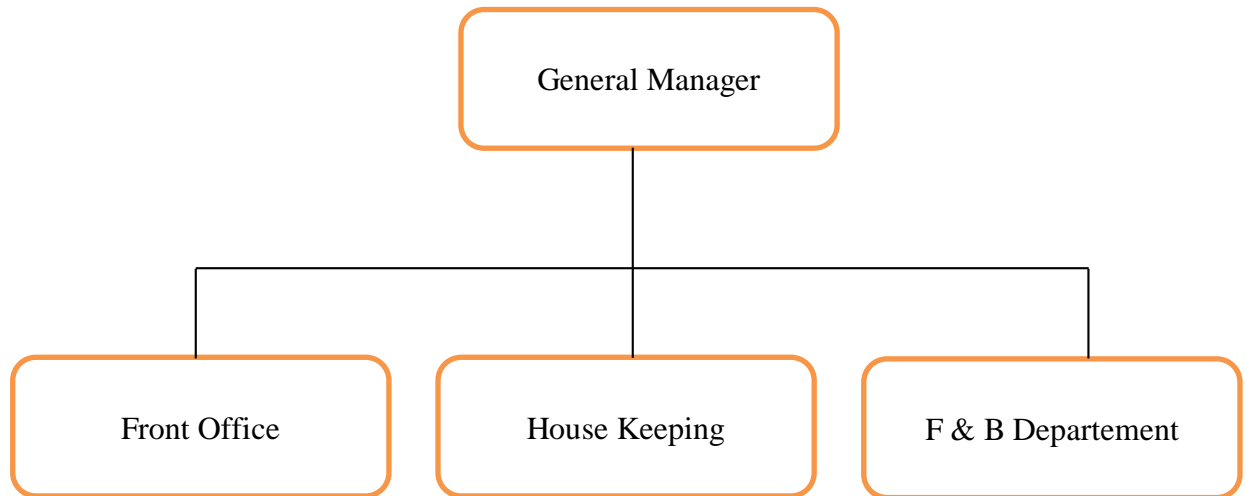 General Manager
Front Office
House Keeping
F & B Departement